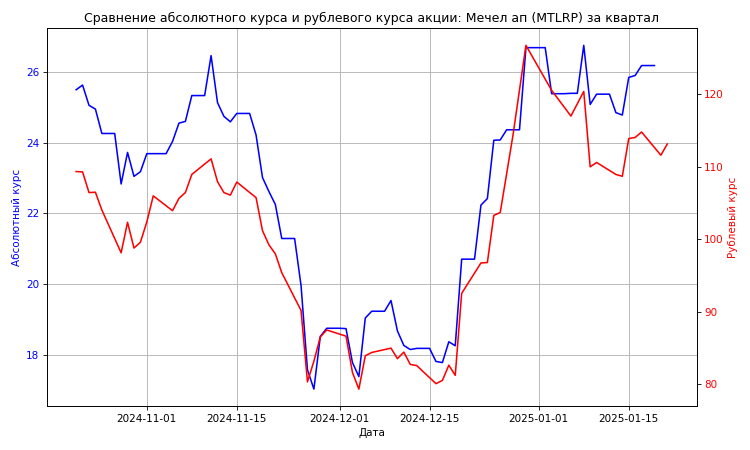 Сравнение абсолютного курса и рублевого курса акции: Мечел ап (MTLRP) за квартал
26
24
22
20
18
Абсолютный курс
120
110
100
90
80
Рублевый курс
2024-11-01 2024-11-15 2024-12-01 2024-12-15 2025-01-01 2025-01-15
Дата